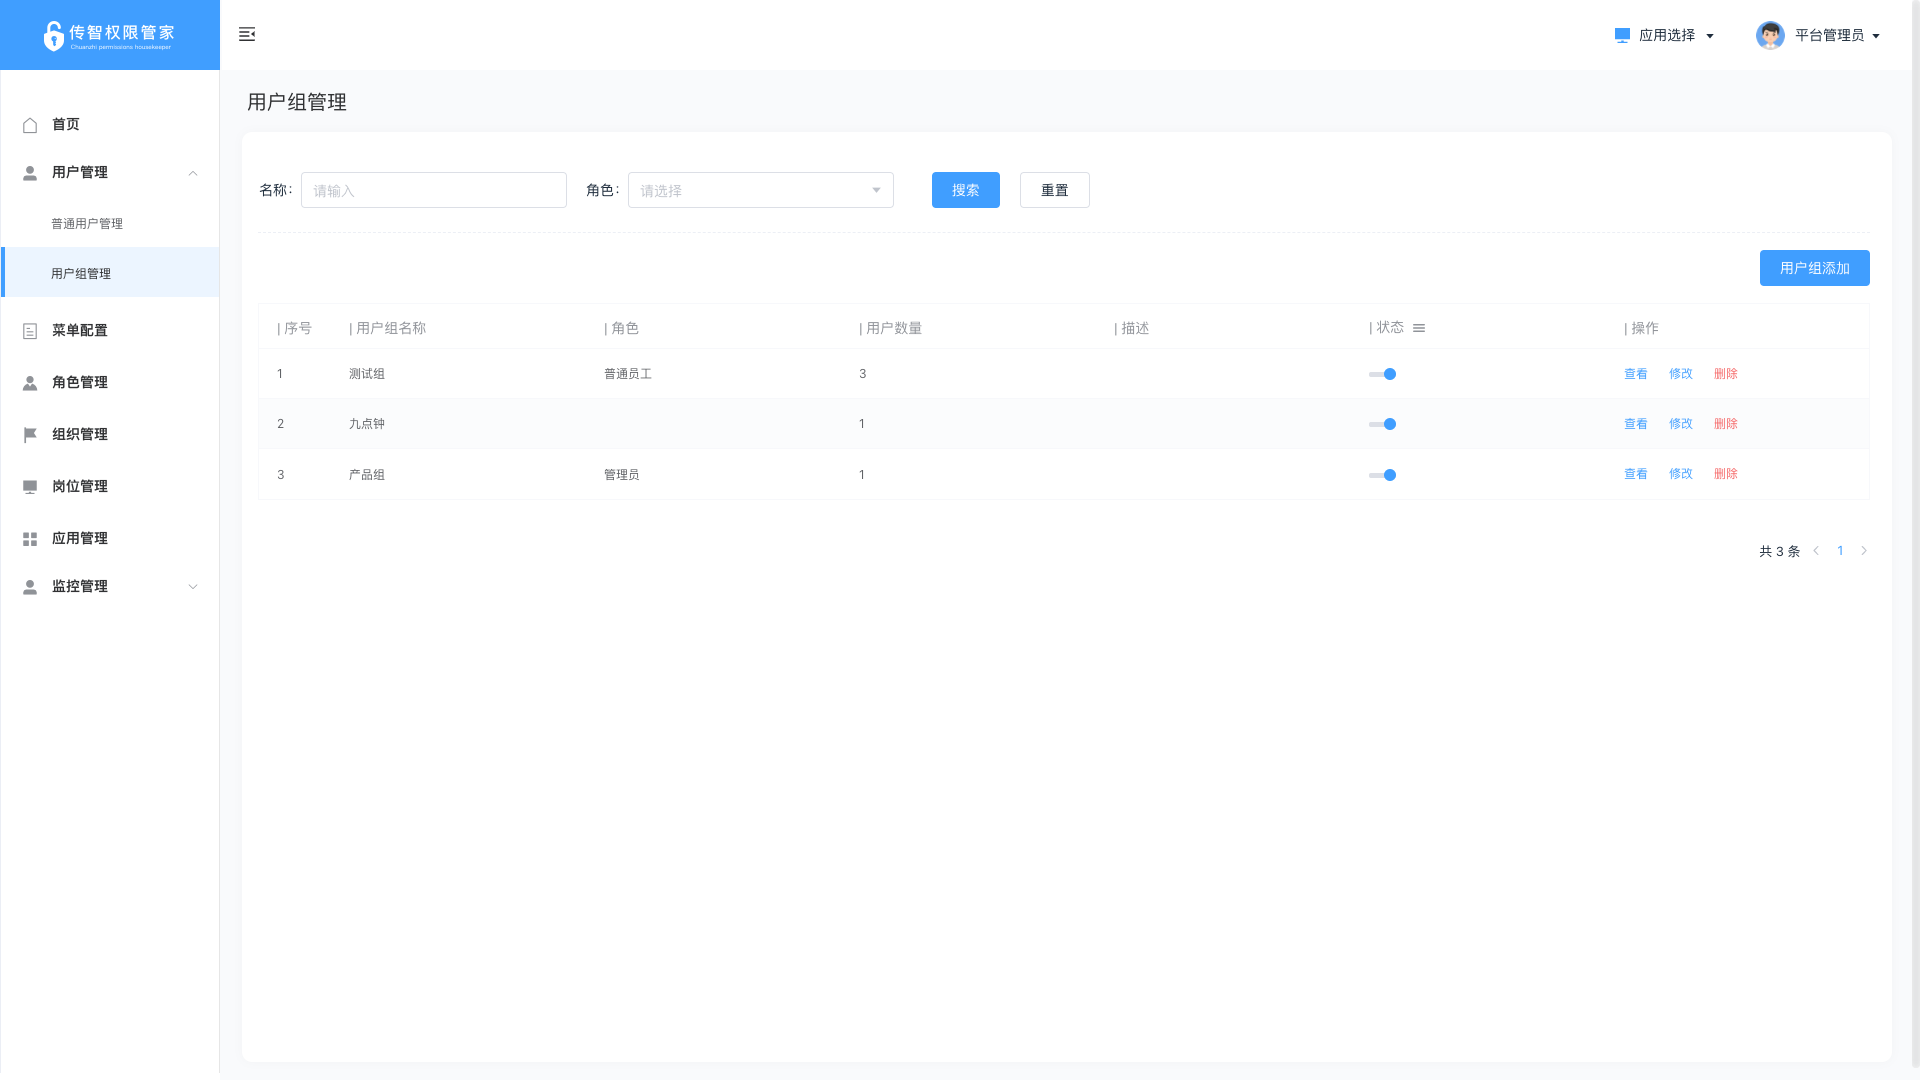 传智权限管家
Chuanzhi permissions housekeeper
应用选择
平台管理员
首页
用户管理
普通用户管理
用户组管理
菜单配置
角色管理
组织管理
岗位管理
应用管理
监控管理
用户组管理
名称: 请输入 角色: 请选择 搜索 重置
用户组添加
| 序号 | 用户组名称 | 角色 | 用户数量 | 描述 | 状态 | 操作
1 测试组 普通员工 3 查看 修改 删除
2 九点钟 1 查看 修改 删除
3 产品组 管理员 1 查看 修改 删除
共 3 条 1